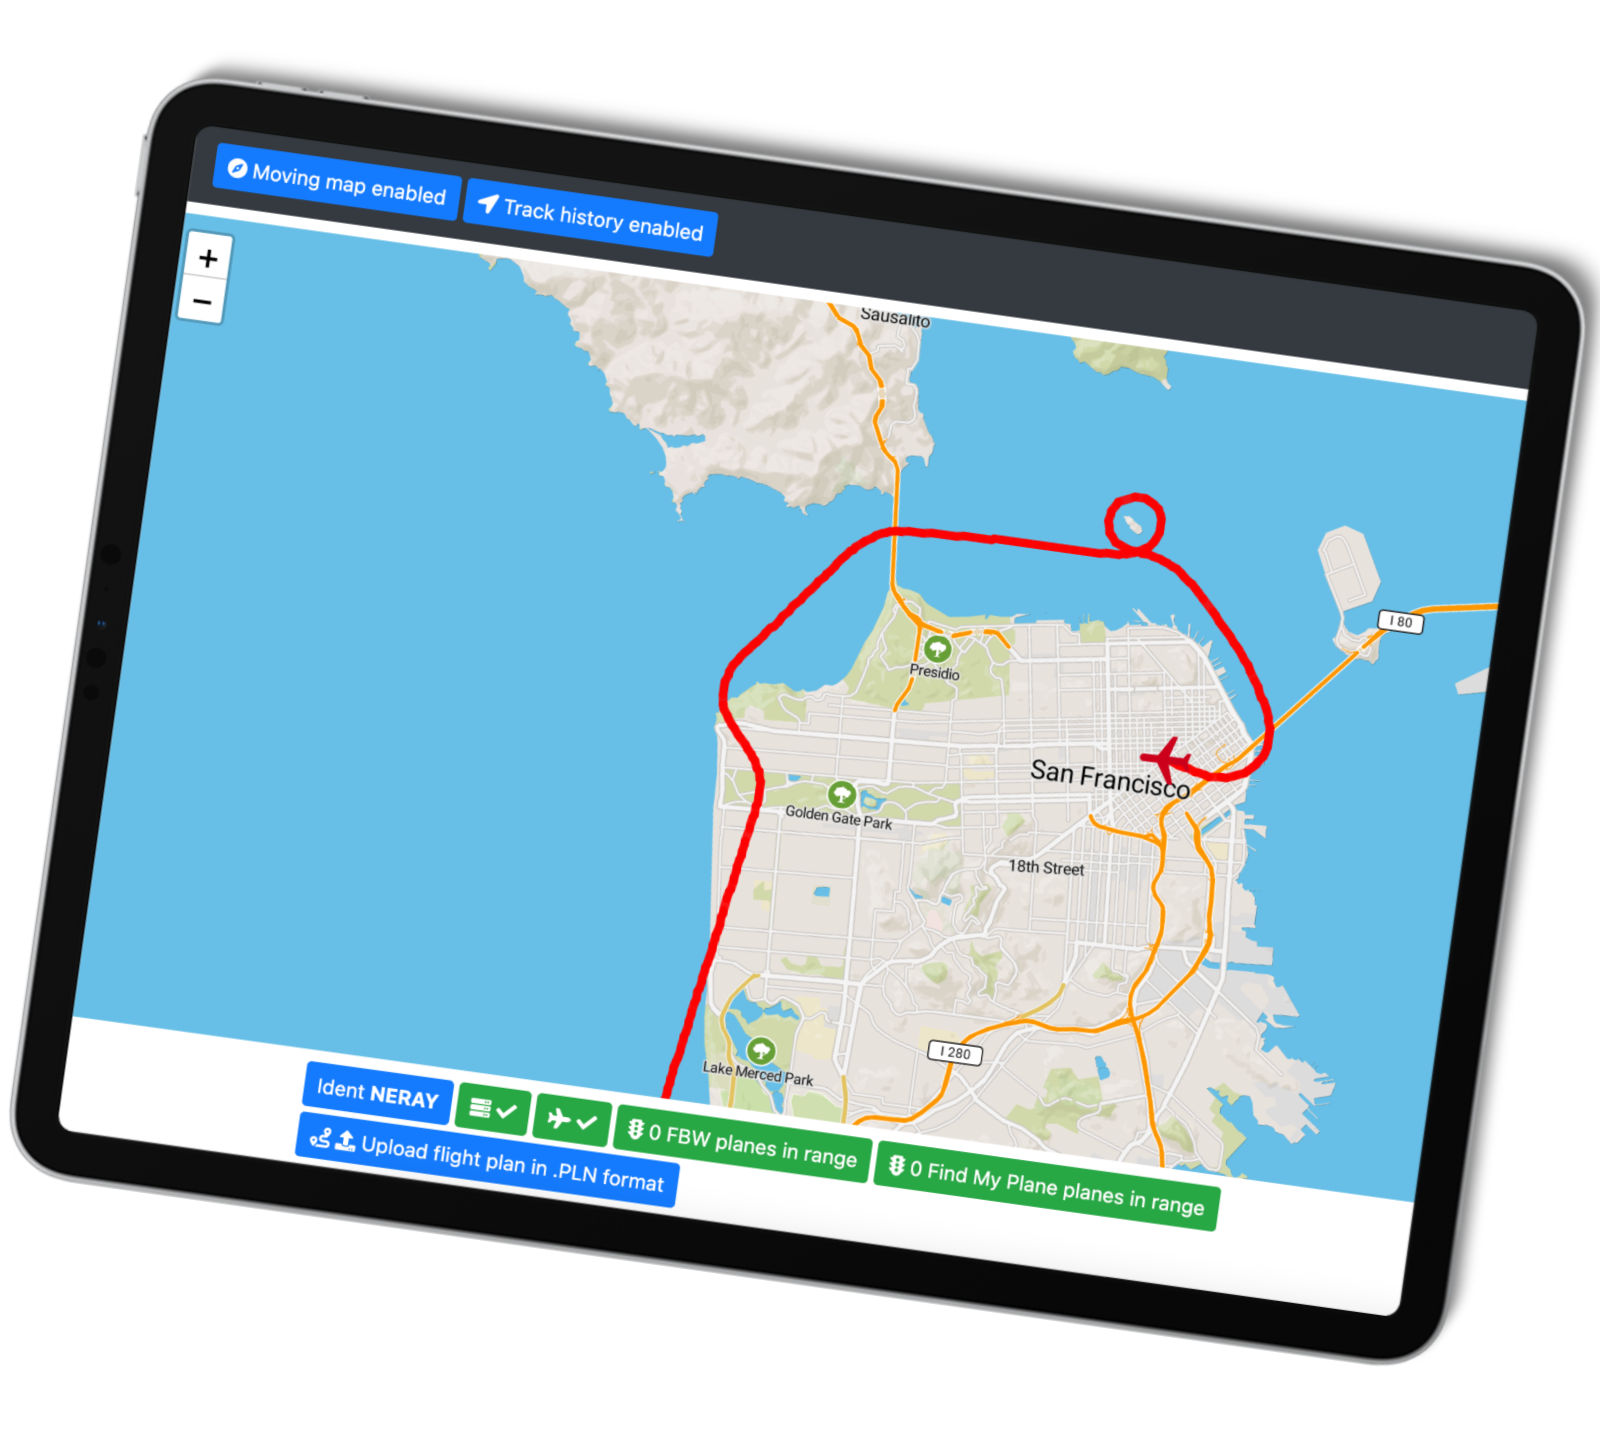 Moving map enabled
Track history enabled
+
−
Sausalito
I 80
Presidio
San Francisco
Golden Gate Park
18th Street
I 280
Lake Merced Park
Ident NERAY
0 FBW planes in range
0 Find My Plane planes in range
Upload flight plan in .PLN format